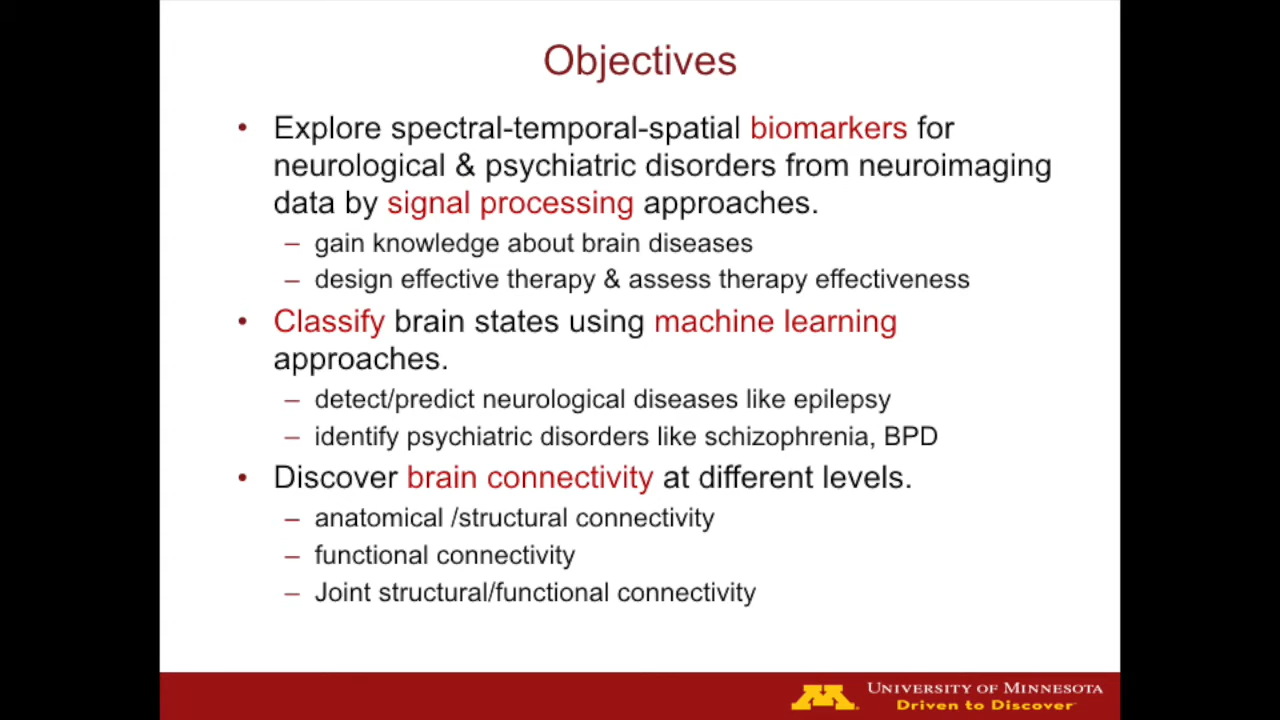 Objectives
• Explore spectral-temporal-spatial biomarkers for
neurological & psychiatric disorders from neuroimaging
data by signal processing approaches.
– gain knowledge about brain diseases
– design effective therapy & assess therapy effectiveness
• Classify brain states using machine learning
approaches.
– detect/predict neurological diseases like epilepsy
– identify psychiatric disorders like schizophrenia, BPD
• Discover brain connectivity at different levels.
– anatomical /structural connectivity
– functional connectivity
– Joint structural/functional connectivity
M
UNIVERSITY OF MINNESOTA
Driven to Discover